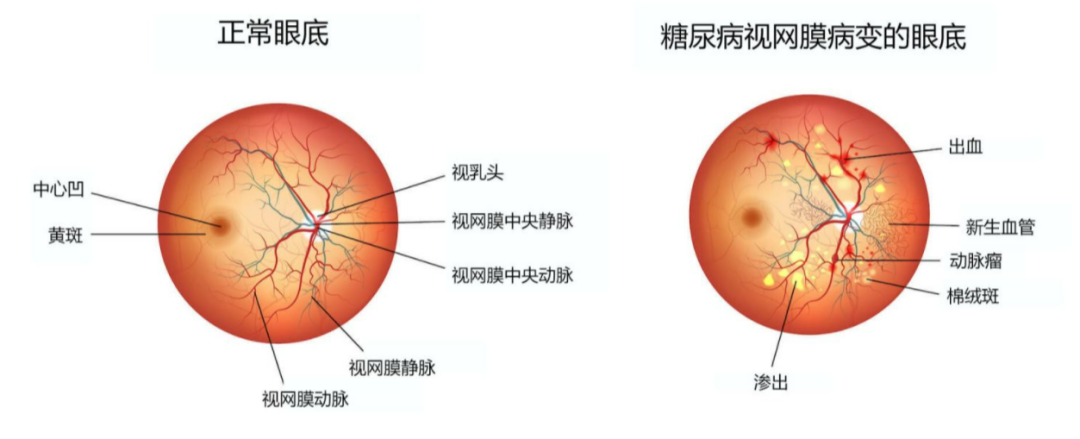 正常眼底
糖尿病视网膜病变的眼底
中心凹
黄斑
视乳头
视网膜中央静脉
视网膜中央动脉
视网膜静脉
视网膜动脉
出血
新生血管
动脉瘤
棉绒斑
渗出